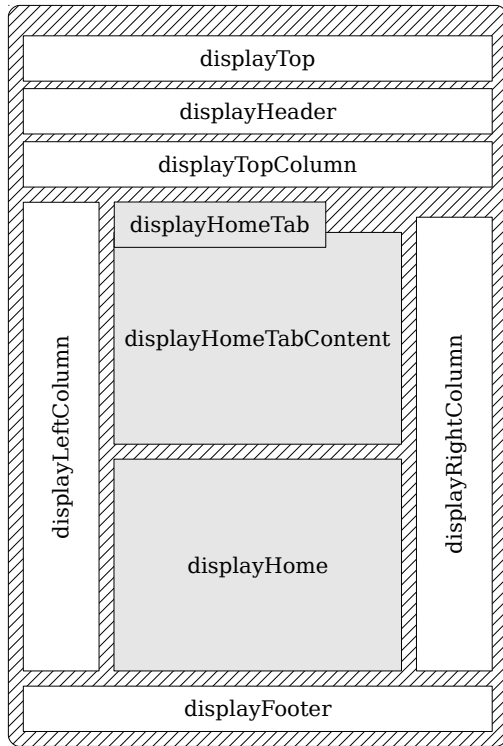 displayTop
displayHeader
displayTopColumn
displayHomeTab
displayHomeTabContent
displayLeftColumn
displayRightColumn
displayHome
displayFooter